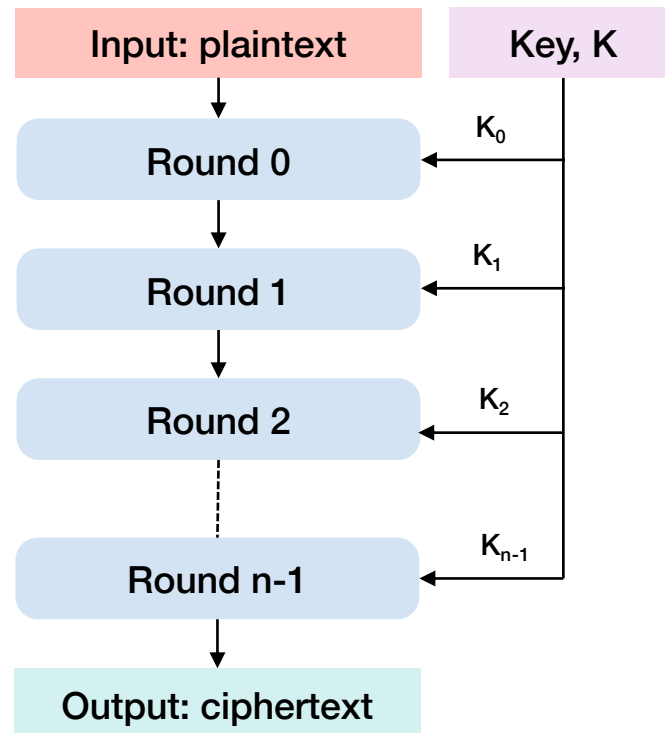 Input: plaintext
Key, K
K₀
Round 0
K₁
Round 1
K₂
Round 2
Kₙ₋₁
Round n-1
Output: ciphertext